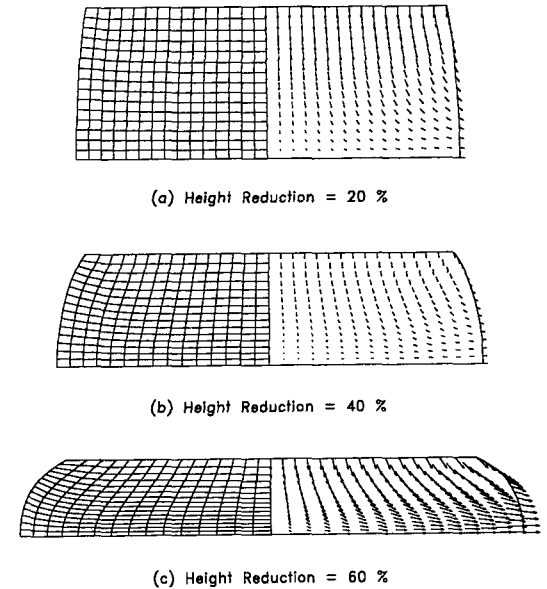 (a) Height Reduction = 20 %
(b) Height Reduction = 40 %
(c) Height Reduction = 60 %